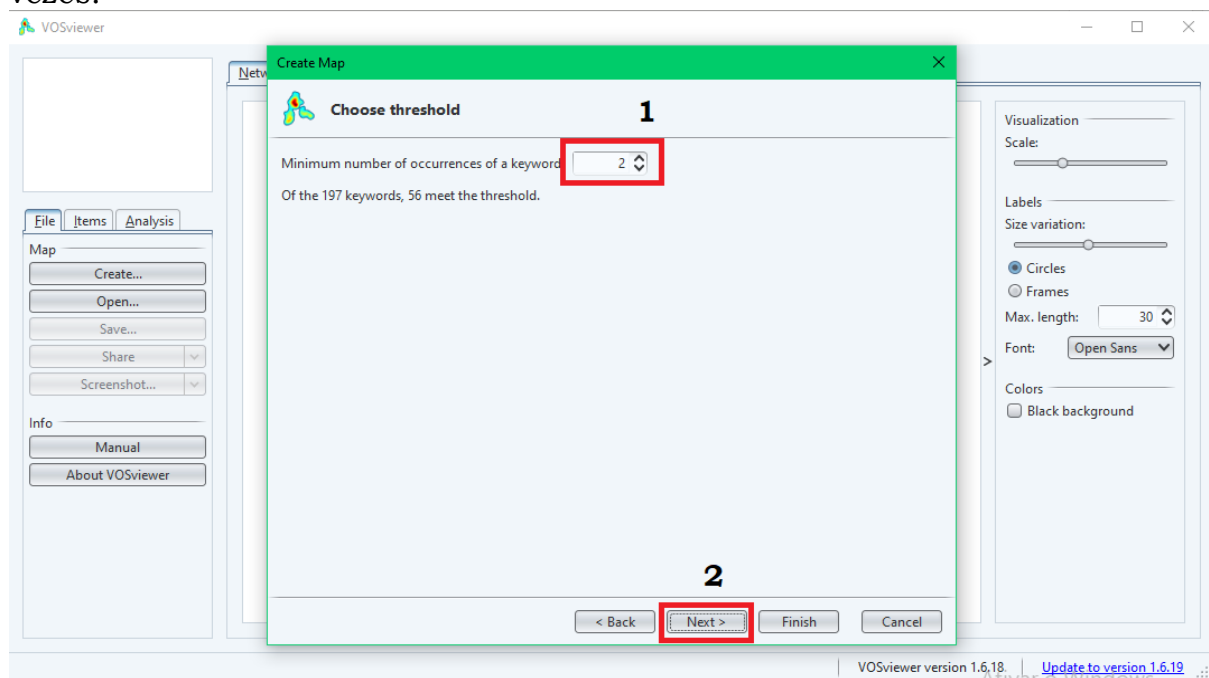 vezes.
VOSviewer
Create Map
Netw
Choose threshold
1
Minimum number of occurrences of a keyword
2
Of the 197 keywords, 56 meet the threshold.
File Items Analysis
Map
Create...
Open...
Save...
Share
Screenshot...
Info
Manual
About VOSviewer
Visualization
Scale:
Labels
Size variation:
Circles
Frames
Max. length: 30
Font: Open Sans
>
Colors
Black background
2
< Back Next > Finish Cancel
VOSviewer version 1.6.18. Update to version 1.6.19